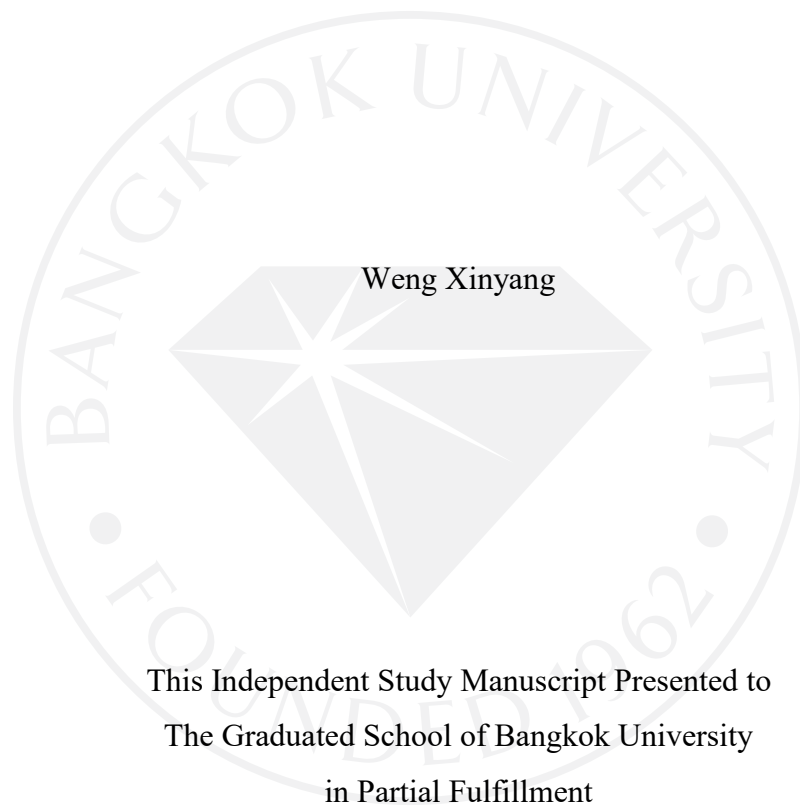 BANGKOK UNIVERSITY
Weng Xinyang
This Independent Study Manuscript Presented to
The Graduated School of Bangkok University
in Partial Fulfillment
• FOUNDED 1962 •